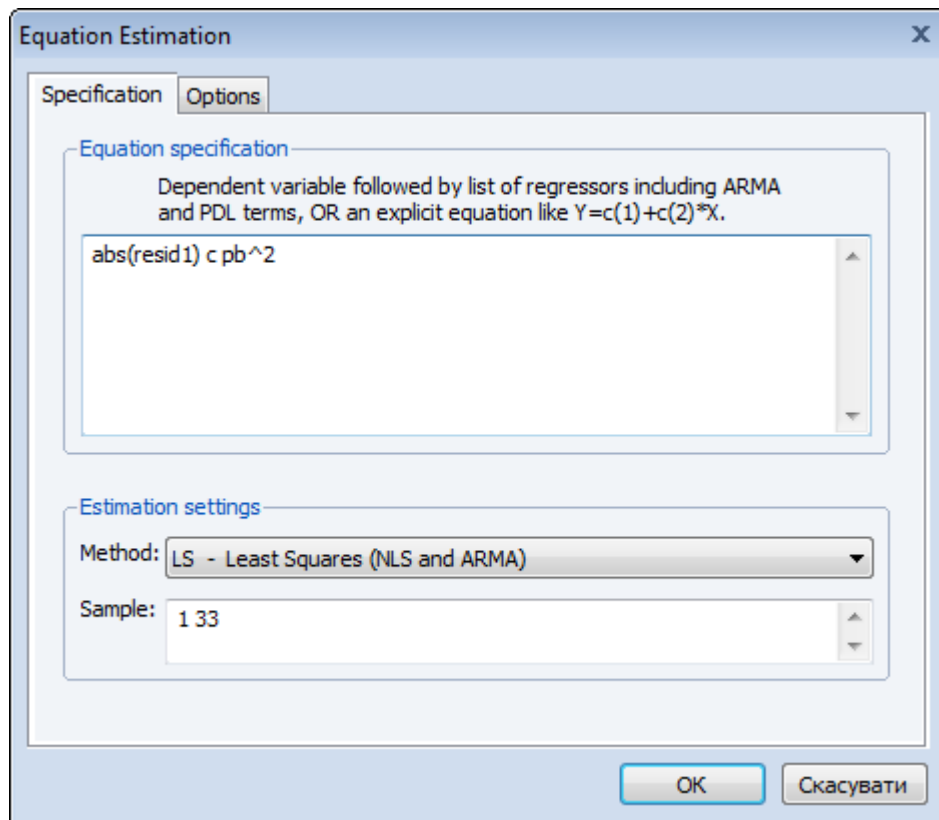 Equation Estimation
Specification
Options
Equation specification
Dependent variable followed by list of regressors including ARMA
and PDL terms, OR an explicit equation like Y=c(1)+c(2)*X.
abs(resid1) c pb^2
Estimation settings
Method: LS - Least Squares (NLS and ARMA)
Sample: 1 33
OK Скасувати